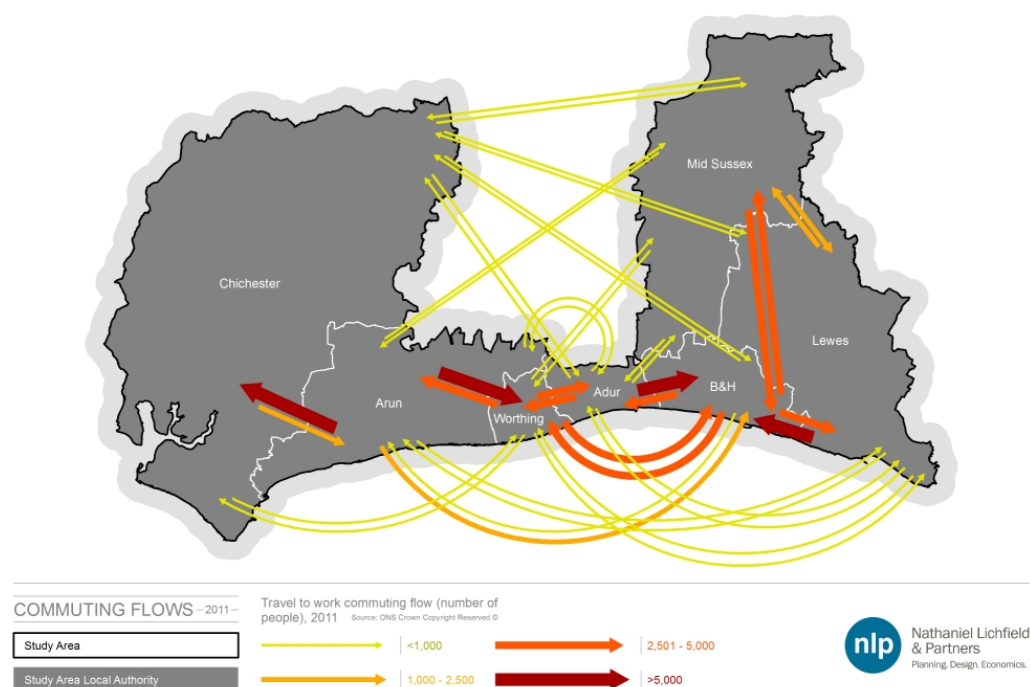 Mid Sussex
Chichester
Lewes
Arun
Adur
B&H
Worthing
COMMUTING FLOWS – 2011 –
Study Area
Study Area Local Authority
Travel to work commuting flow (number of
people), 2011 Source: ONS Crown Copyright Reserved ©
<1,000
2,501 - 5,000
1,000 - 2,500
>5,000
nlp
Nathaniel Lichfield
& Partners
Planning. Design. Economics.